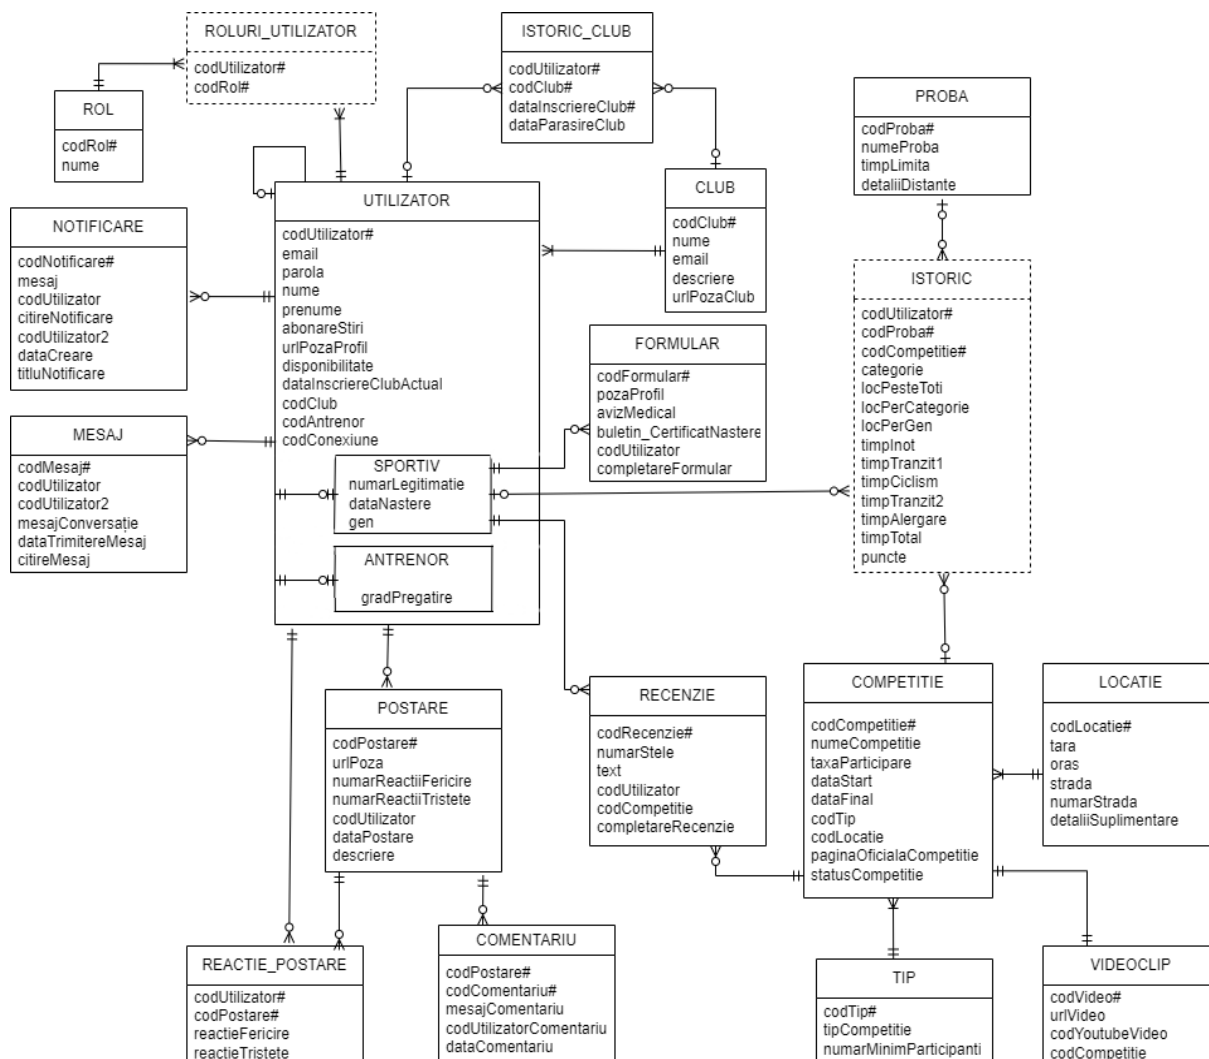 ROLURI_UTILIZATOR
codUtilizator#
codRol#
ISTORIC_CLUB
codUtilizator#
codClub#
dataInscriereClub#
dataParasireClub
ROL
codRol#
nume
PROBA
codProba#
numeProba
timpLimita
detaliiDistante
CLUB
codClub#
nume
email
descriere
urlPozaClub
UTILIZATOR
codUtilizator#
email
parola
nume
prenume
abonareStiri
urlPozaProfil
disponibilitate
dataInscriereClubActual
codClub
codAntrenor
codConexiune
SPORTIV
numarLegitimatie
dataNastere
gen
ANTRENOR
gradPregatire
NOTIFICARE
codNotificare#
mesaj
codUtilizator
citireNotificare
codUtilizator2
dataCreare
titluNotificare
MESAJ
codMesaj#
codUtilizator
codUtilizator2
mesajConversație
dataTrimitereMesaj
citireMesaj
FORMULAR
codFormular#
pozaProfil
avizMedical
buletin_CertificatNastere
codUtilizator
completareFormular
ISTORIC
codUtilizator#
codProba#
codCompetitie#
categorie
locPesteToti
locPerCategorie
locPerGen
timpInot
timpTranzit1
timpCiclism
timpTranzit2
timpAlergare
timpTotal
puncte
POSTARE
codPostare#
urlPoza
numarReactiiFericire
numarReactiiTristete
codUtilizator
dataPostare
descriere
RECENZIE
codRecenzie#
numarStele
text
codUtilizator
codCompetitie
completareRecenzie
COMPETITIE
codCompetitie#
numeCompetitie
taxaParticipare
dataStart
dataFinal
codTip
codLocatie
paginaOficialaCompetitie
statusCompetitie
LOCATIE
codLocatie#
tara
oras
strada
numarStrada
detaliiSuplimentare
REACTIE_POSTARE
codUtilizator#
codPostare#
reactieFericire
reactieTristete
COMENTARIU
codPostare#
codComentariu#
mesajComentariu
codUtilizatorComentariu
dataComentariu
TIP
codTip#
tipCompetitie
numarMinimParticipanti
VIDEOCLIP
codVideo#
urlVideo
codYoutubeVideo
codCompetitie